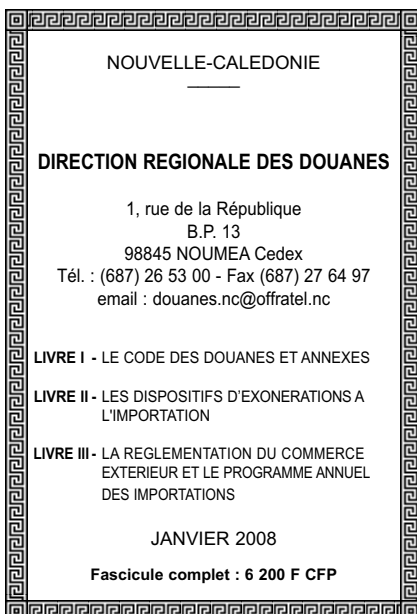 NOUVELLE-CALEDONIE
DIRECTION REGIONALE DES DOUANES
1, rue de la République
B.P. 13
98845 NOUMEA Cedex
Tél. : (687) 26 53 00 - Fax (687) 27 64 97
email : douanes.nc@offratel.nc
LIVRE I - LE CODE DES DOUANES ET ANNEXES
LIVRE II - LES DISPOSITIFS D'EXONERATIONS A
L'IMPORTATION
LIVRE III - LA REGLEMENTATION DU COMMERCE
EXTERIEUR ET LE PROGRAMME ANNUEL
DES IMPORTATIONS
JANVIER 2008
Fascicule complet : 6 200 F CFP